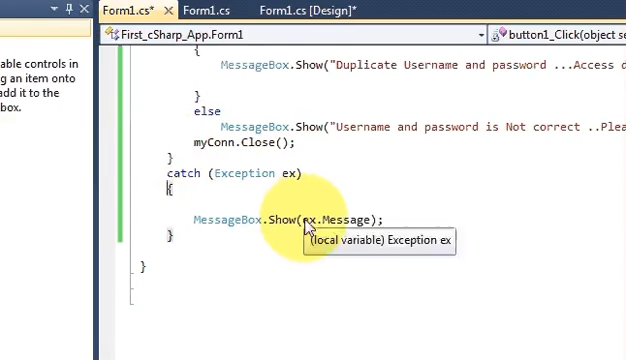 Form1.cs* Form1.cs Form1.cs [Design]*
First_cSharp_App.Form1 button1_Click(object se
able controls in
ng an item onto
add it to the
box.
{
MessageBox.Show("Duplicate Username and password ...Access d
}
else
MessageBox.Show("Username and password is Not correct ..Plea
myConn.Close();
}
catch (Exception ex)
{
MessageBox.Show(ex.Message);
(local variable) Exception ex
}
}